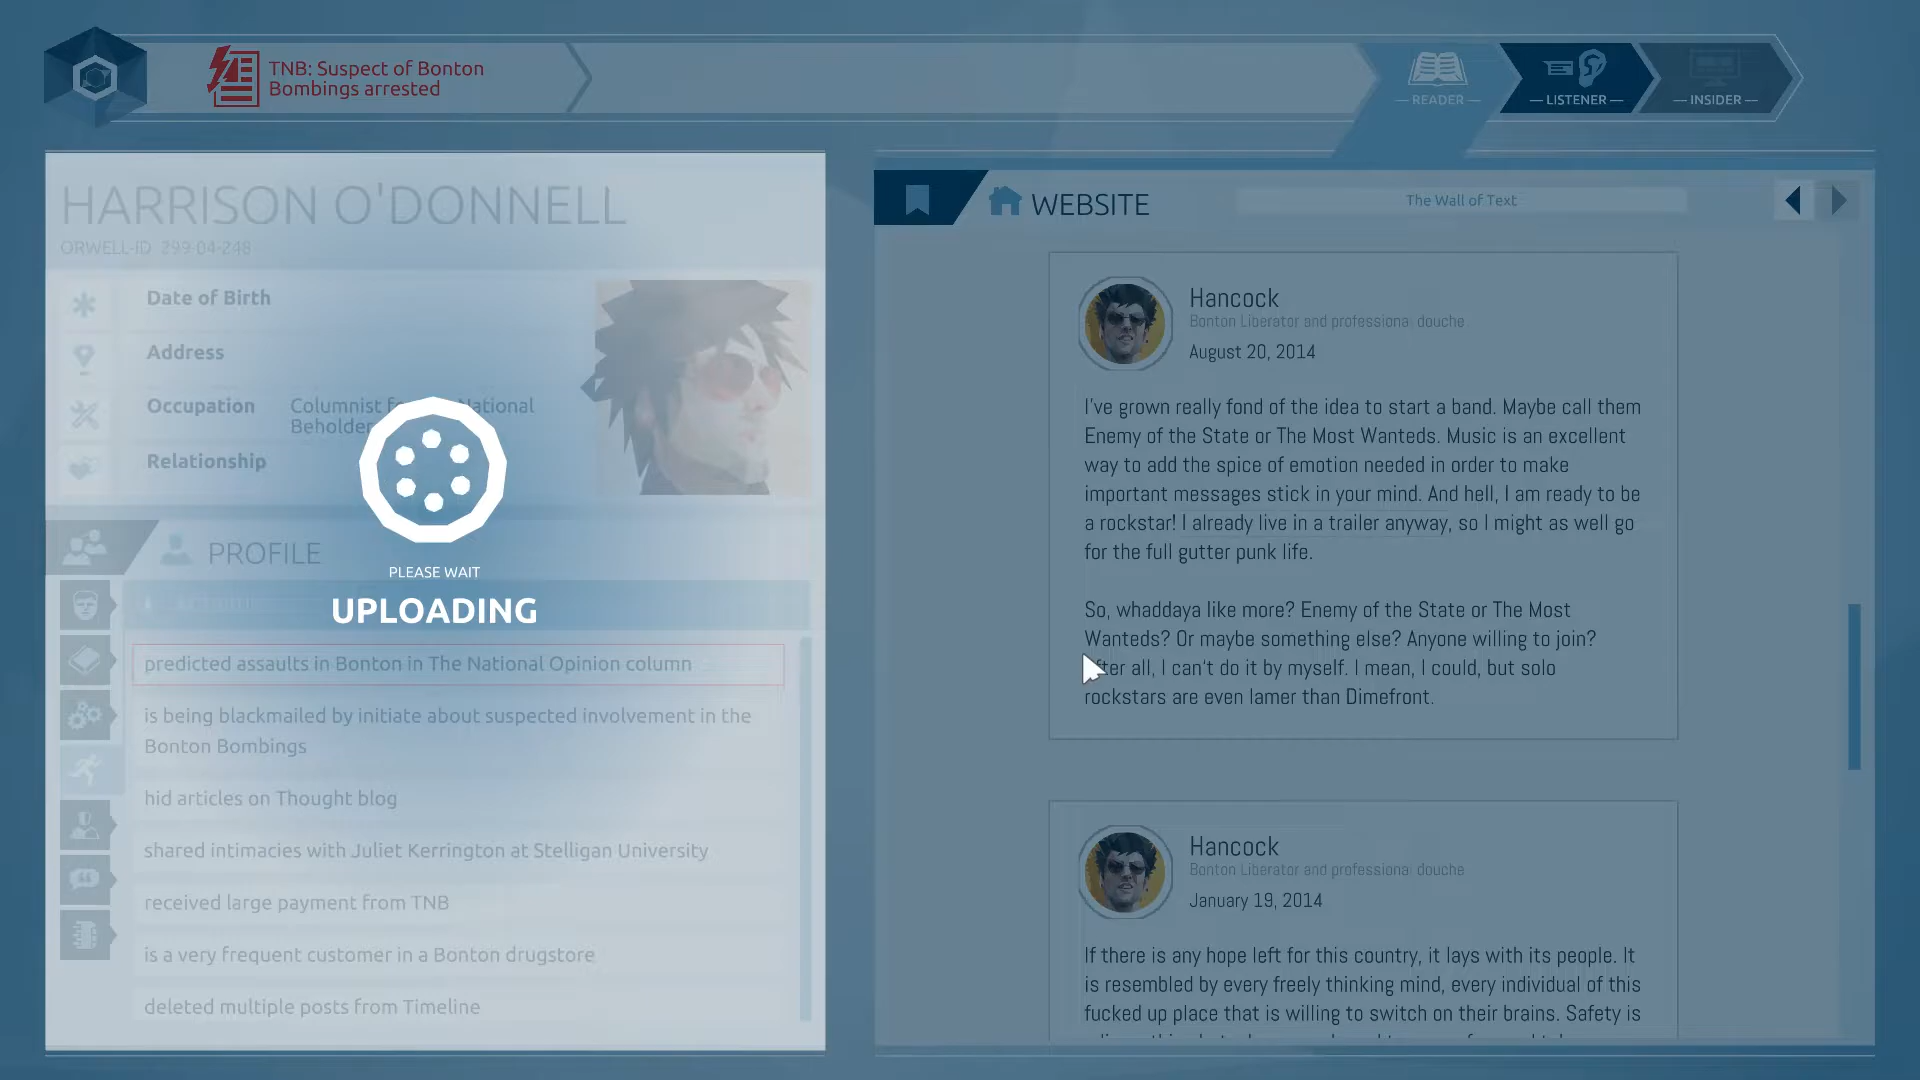 TNB: Suspect of Bonton
Bombings arrested
READER
LISTENER
INSIDER
HARRISON O'DONNELL
ORWELL-ID 299-04-248
Date of Birth
Address
Occupation
Columnist
National
Beholder
Relationship
PLEASE WAIT
UPLOADING
PROFILE
predicted assaults in Bonton in The National Opinion column
is being blackmailed by initiate about suspected involvement in the
Bonton Bombings
hid articles on Thought blog
shared intimacies with Juliet Kerrington at Stelligan University
received large payment from TNB
is a very frequent customer in a Bonton drugstore
deleted multiple posts from Timeline
WEBSITE
The Wall of Text
Hancock
Bonton Liberator and professional douche
August 20, 2014
I've grown really fond of the idea to start a band. Maybe call them
Enemy of the State or The Most Wanteds. Music is an excellent
way to add the spice of emotion needed in order to make
important messages stick in your mind. And hell, I am ready to be
a rockstar! I already live in a trailer anyway, so I might as well go
for the full gutter punk life.
So, whaddaya like more? Enemy of the State or The Most
Wanteds? Or maybe something else? Anyone willing to join?
After all, I can't do it by myself. I mean, I could, but solo
rockstars are even lamer than Dimefront.
Hancock
Bonton Liberator and professional douche
January 19, 2014
If there is any hope left for this country, it lays with its people. It
is resembled by every freely thinking mind, every individual of this
fucked up place that is willing to switch on their brains. Safety is